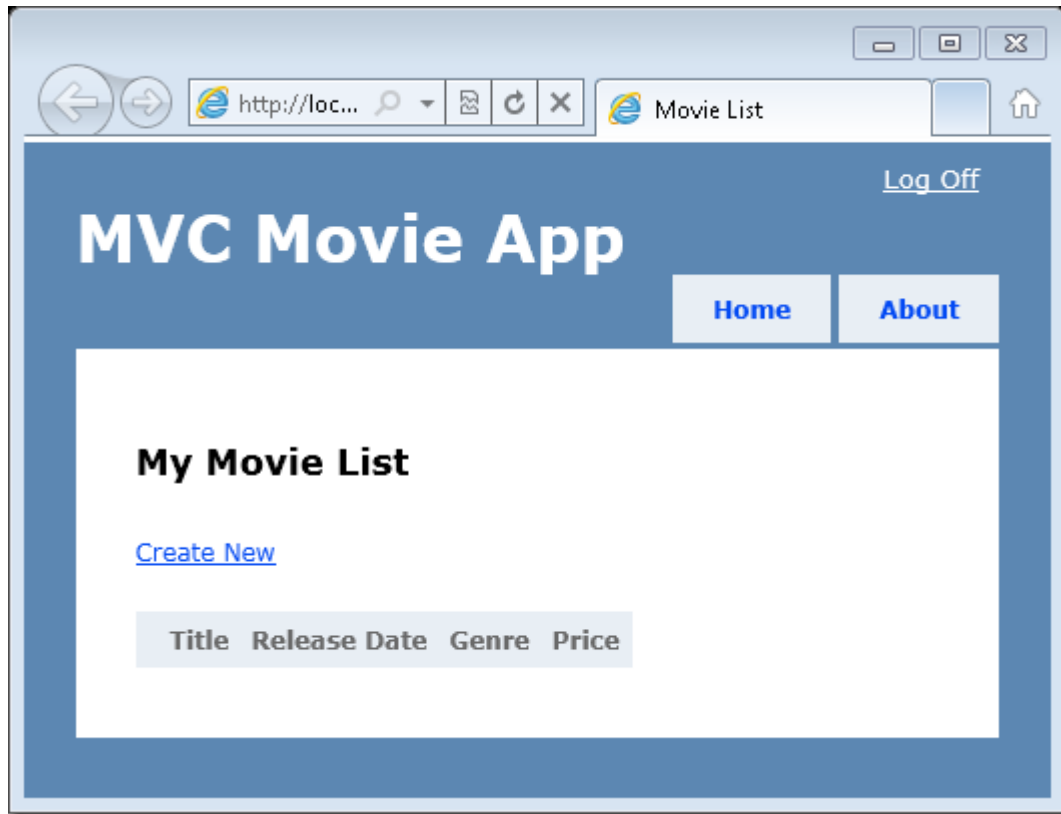 http://loc...
Movie List
Log Off
MVC Movie App
Home About
My Movie List
Create New
Title Release Date Genre Price